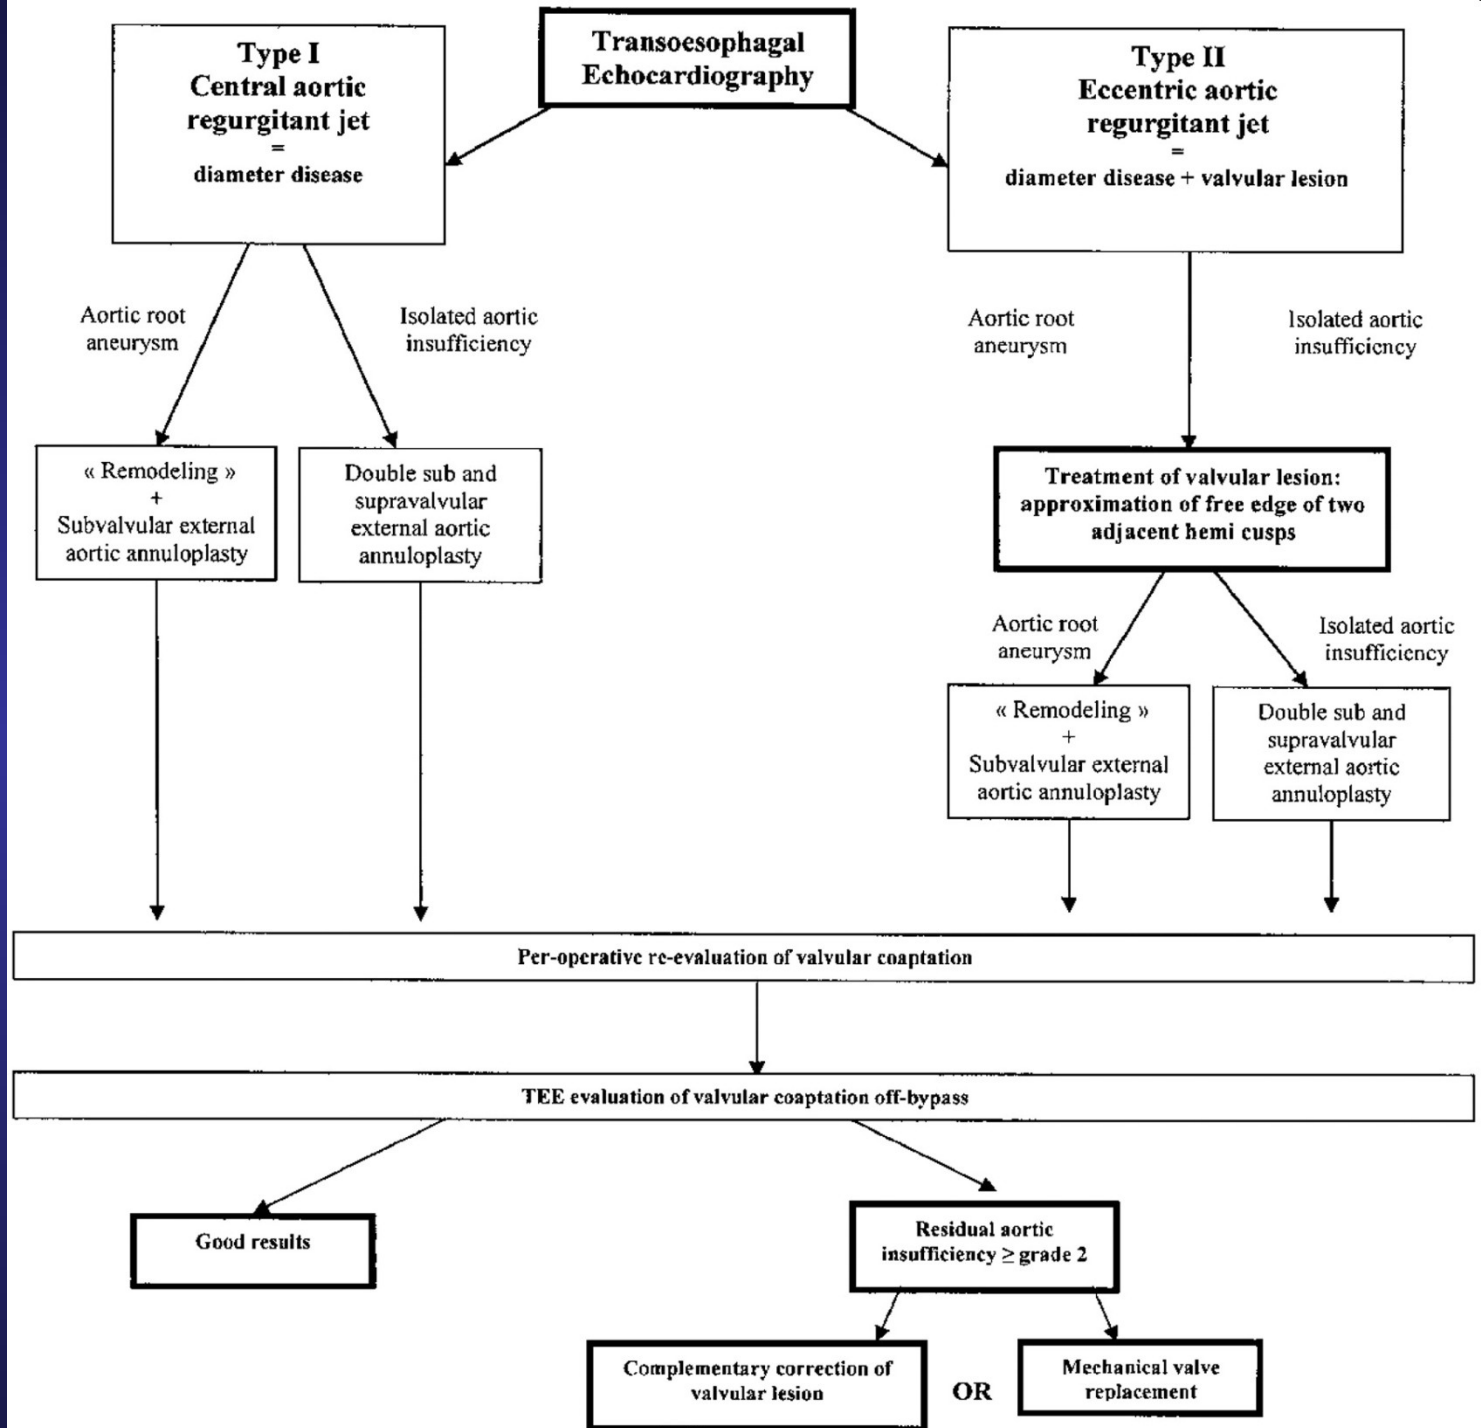 Transoesophagal
Echocardiography
Type I
Central aortic
regurgitant jet
=
diameter disease
Type II
Eccentric aortic
regurgitant jet
=
diameter disease + valvular lesion
Aortic root
aneurysm
Isolated aortic
insufficiency
Aortic root
aneurysm
Isolated aortic
insufficiency
« Remodeling »
+
Subvalvular external
aortic annuloplasty
Double sub and
supravalvular
external aortic
annuloplasty
Treatment of valvular lesion:
approximation of free edge of two
adjacent hemi cusps
Aortic root
aneurysm
Isolated aortic
insufficiency
« Remodeling »
+
Subvalvular external
aortic annuloplasty
Double sub and
supravalvular
external aortic
annuloplasty
Per-operative re-evaluation of valvular coaptation
TEE evaluation of valvular coaptation off-bypass
Good results
Residual aortic
insufficiency ≥ grade 2
Complementary correction of
valvular lesion
OR
Mechanical valve
replacement